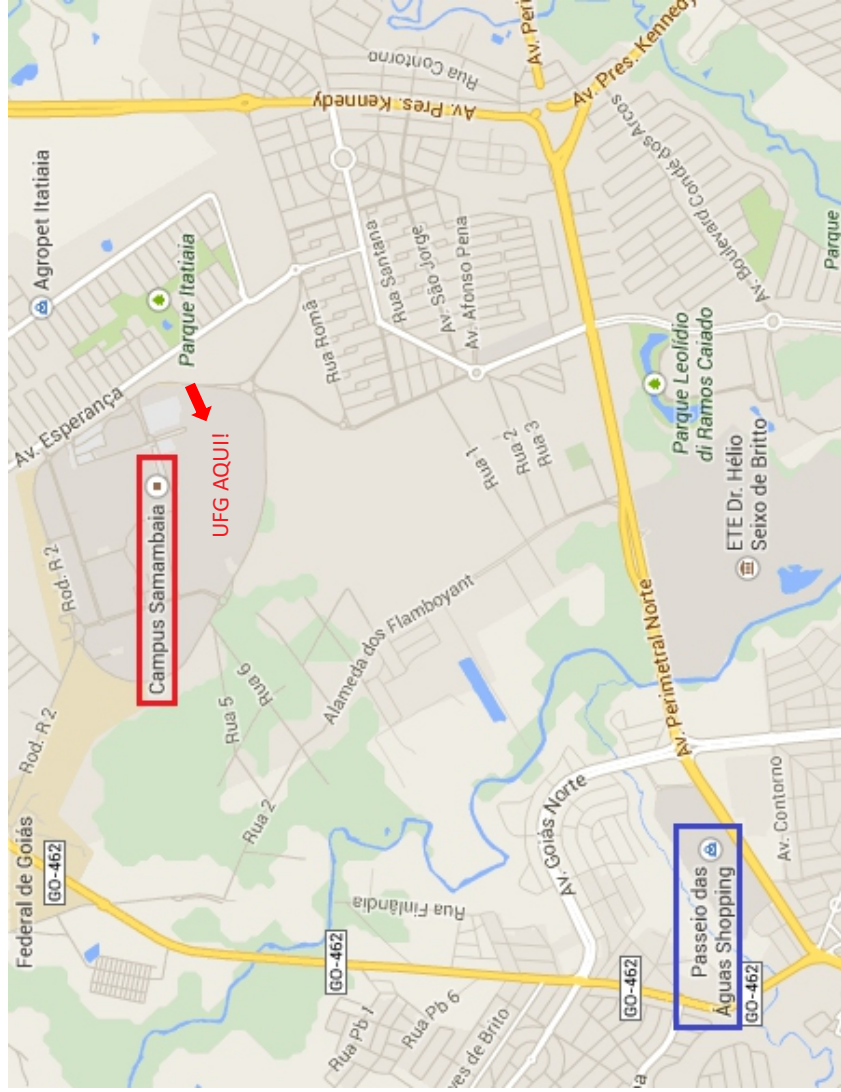 Federal de Goiás
Agropet Itatiaia
Rod. R 2
GO-462
Rod. R 2
Av. Esperança
Campus Samambaia
Parque Itatiaia
UFG AQUI!
Rua 5
Rua 6
Rua 2
Alameda dos Flamboyant
Rua Romã
Av. Pres. Kennedy
Rua Contorno
GO-462
Rua Pb 1
Rua Finlândia
Rua Santana
Av. São Jorge
Av. Afonso Pena
Rua Pb 6
Rua 1
Rua 2
Rua 3
ves de Brito
Av. Goiás Norte
Av. Peri
Av. Pres. Kennedy
GO-462
Av. Perimetral Norte
Av. Boulevard Conde dos Arcos
Parque Leolídio
di Ramos Caiado
Passeio das
Águas Shopping
ETE Dr. Hélio
Seixo de Britto
GO-462
Av. Contorno
Parque
ma